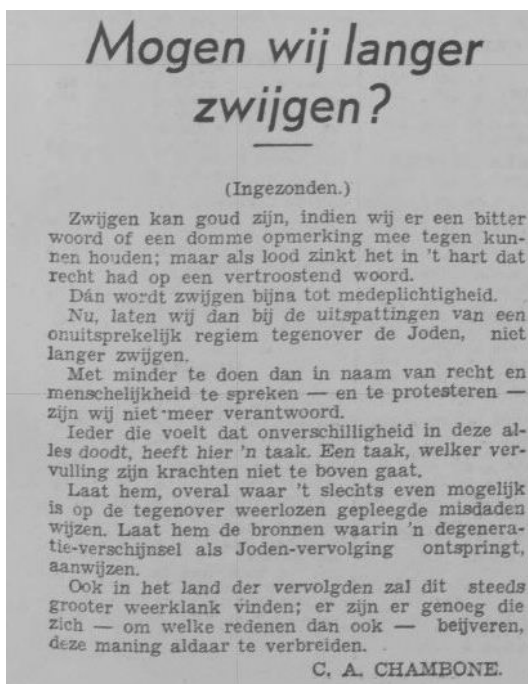 Mogen wij langer
zwijgen?
(Ingezonden.)
Zwijgen kan goud zijn, indien wij er een bitter
woord of een domme opmerking mee tegen kun-
nen houden; maar als lood zinkt het in 't hart dat
recht had op een vertroostend woord.
Dán wordt zwijgen bijna tot medeplichtigheid.
Nu, laten wij dan bij de uitspattingen van een
onuitsprekelijk regiem tegenover de Joden, niet
langer zwijgen.
Met minder te doen dan in naam van recht en
menschelijkheid te spreken — en te protesteren —
zijn wij niet meer verantwoord.
Ieder die voelt dat onverschilligheid in deze al-
les doodt, heeft hier 'n taak. Een taak, welker ver-
vulling zijn krachten niet te boven gaat.
Laat hem, overal waar 't slechts even mogelijk
is op de tegenover weerlozen gepleegde misdaden
wijzen. Laat hem de bronnen waarin 'n degenera-
tie-verschijnsel als Joden-vervolging ontspringt,
aanwijzen.
Ook in het land der vervolgden zal dit steeds
grooter weerklank vinden; er zijn er genoeg die
zich — om welke redenen dan ook — beijveren,
deze maning aldaar te verbreiden.
C. A. CHAMBONE.